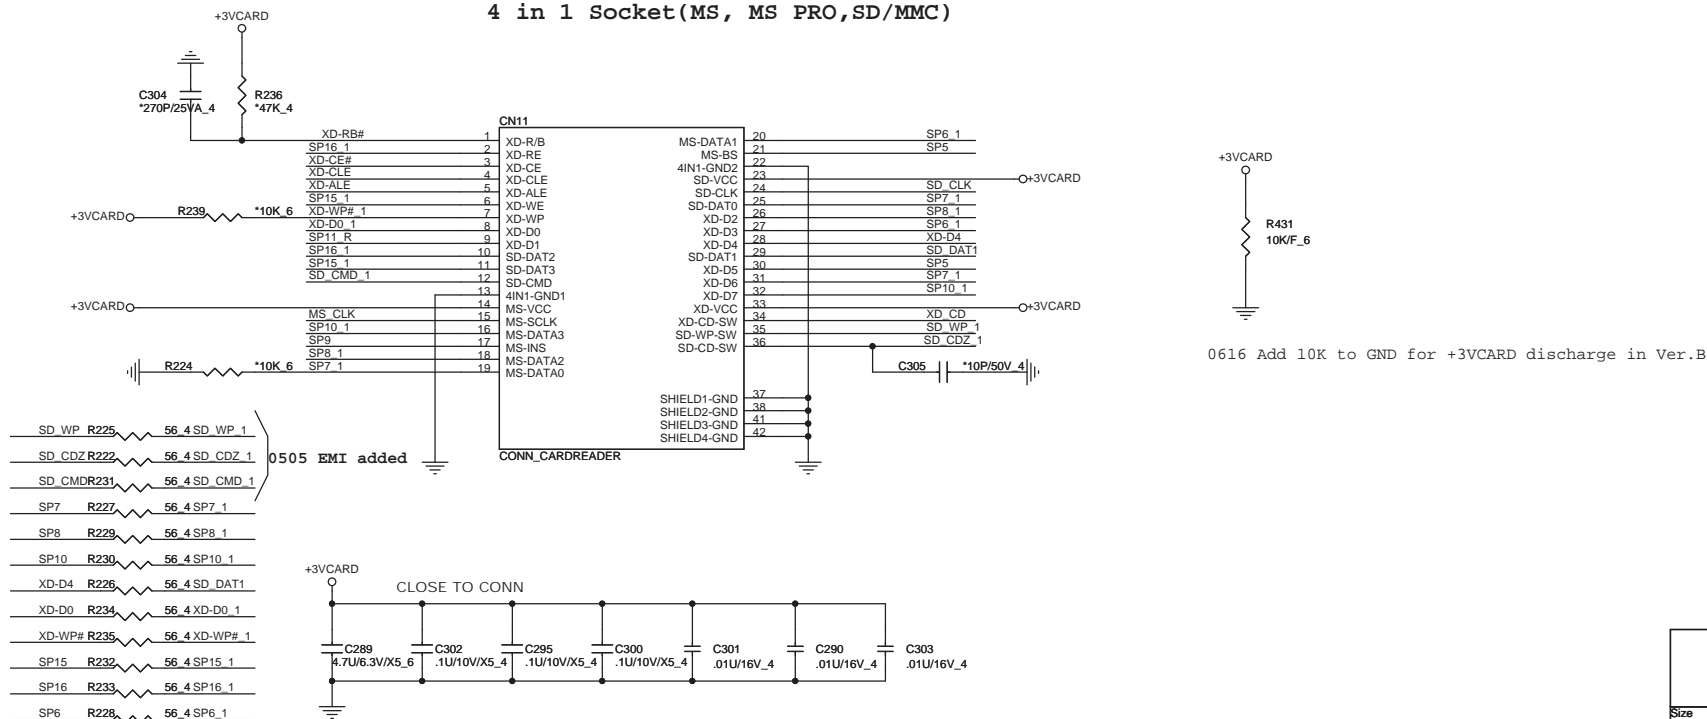 4 in 1 Socket(MS, MS PRO,SD/MMC)
+3VCARD
C304
*270P/25VA_4
R236
*47K_4
CN11
XD-RB# 1 XD-R/B
SP16_1 2 XD-RE
XD-CE# 3 XD-CE
XD-CLE 4 XD-CLE
XD-ALE 5 XD-ALE
SP15_1 6 XD-WE
+3VCARD R239 *10K_6 XD-WP#_1 7 XD-WP
XD-D0_1 8 XD-D0
SP11_R 9 XD-D1
SP16_1 10 SD-DAT2
SP15_1 11 SD-DAT3
SD_CMD_1 12 SD-CMD
13 4IN1-GND1
+3VCARD 14 MS-VCC
MS_CLK 15 MS-SCLK
SP10_1 16 MS-DATA3
SP9 17 MS-INS
SP8_1 18 MS-DATA2
R224 *10K_6 SP7_1 19 MS-DATA0
MS-DATA1 20 SP6_1
MS-BS 21 SP5
4IN1-GND2 22
SD-VCC 23 +3VCARD
SD-CLK 24 SD_CLK
SD-DAT0 25 SP7_1
XD-D2 26 SP8_1
XD-D3 27 SP6_1
XD-D4 28 XD-D4
SD-DAT1 29 SD_DAT1
XD-D5 30 SP5
XD-D6 31 SP7_1
XD-D7 32 SP10_1
XD-VCC 33 +3VCARD
XD-CD-SW 34 XD_CD
SD-WP-SW 35 SD_WP_1
SD-CD-SW 36 SD_CDZ_1
C305 *10P/50V_4
SHIELD1-GND 37
SHIELD2-GND 38
SHIELD3-GND 41
SHIELD4-GND 42
CONN_CARDREADER
+3VCARD
R431
10K/F_6
0616 Add 10K to GND for +3VCARD discharge in Ver.B
SD_WP R225 56_4 SD_WP_1
SD_CDZ R222 56_4 SD_CDZ_1
0505 EMI added
SD_CMD R231 56_4 SD_CMD_1
SP7 R227 56_4 SP7_1
SP8 R229 56_4 SP8_1
SP10 R230 56_4 SP10_1
XD-D4 R226 56_4 SD_DAT1
XD-D0 R234 56_4 XD-D0_1
XD-WP# R235 56_4 XD-WP#_1
SP15 R232 56_4 SP15_1
SP16 R233 56_4 SP16_1
SP6 R228 56_4 SP6_1
+3VCARD
CLOSE TO CONN
C289 C302 C295 C300 C301 C290 C303
4.7U/6.3V/X5_6 .1U/10V/X5_4 .1U/10V/X5_4 .1U/10V/X5_4 .01U/16V_4 .01U/16V_4 .01U/16V_4
Size